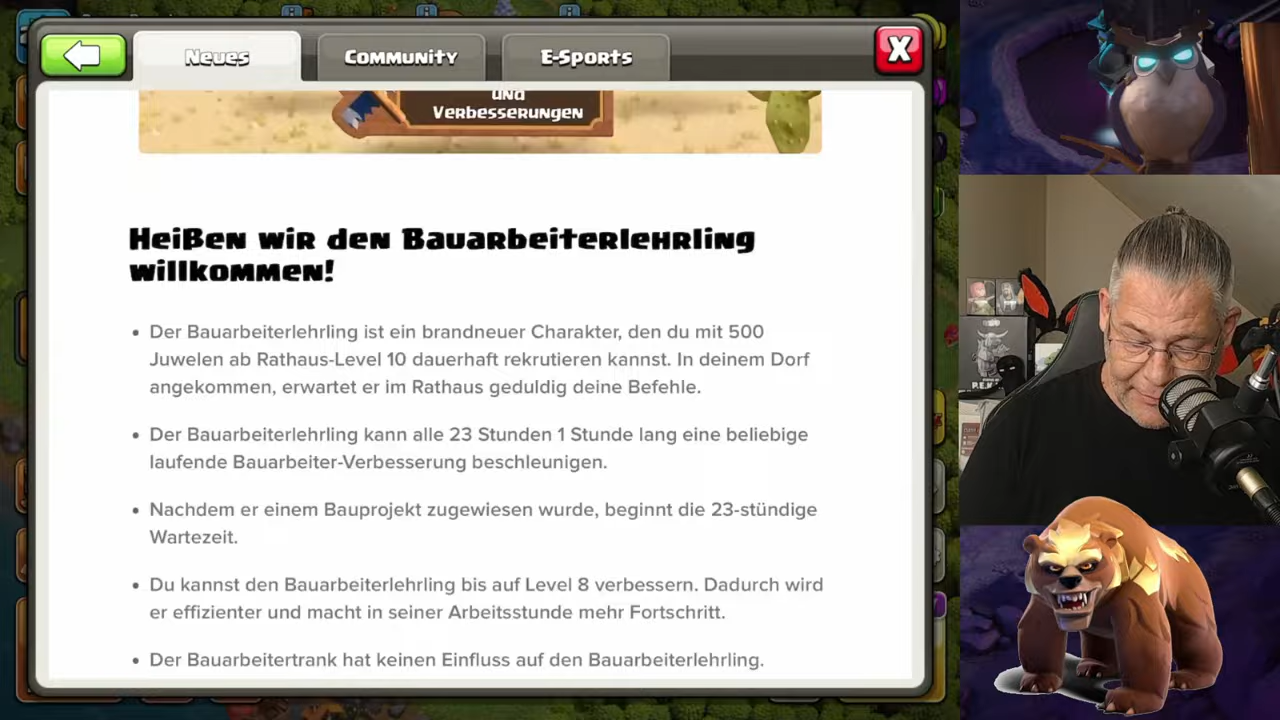 Neues
Community
E-Sports
X
und
Verbesserungen
Heißen wir den Bauarbeiterlehrling
willkommen!
• Der Bauarbeiterlehrling ist ein brandneuer Charakter, den du mit 500
Juwelen ab Rathaus-Level 10 dauerhaft rekrutieren kannst. In deinem Dorf
angekommen, erwartet er im Rathaus geduldig deine Befehle.
• Der Bauarbeiterlehrling kann alle 23 Stunden 1 Stunde lang eine beliebige
laufende Bauarbeiter-Verbesserung beschleunigen.
• Nachdem er einem Bauprojekt zugewiesen wurde, beginnt die 23-stündige
Wartezeit.
• Du kannst den Bauarbeiterlehrling bis auf Level 8 verbessern. Dadurch wird
er effizienter und macht in seiner Arbeitsstunde mehr Fortschritt.
• Der Bauarbeitertrank hat keinen Einfluss auf den Bauarbeiterlehrling.